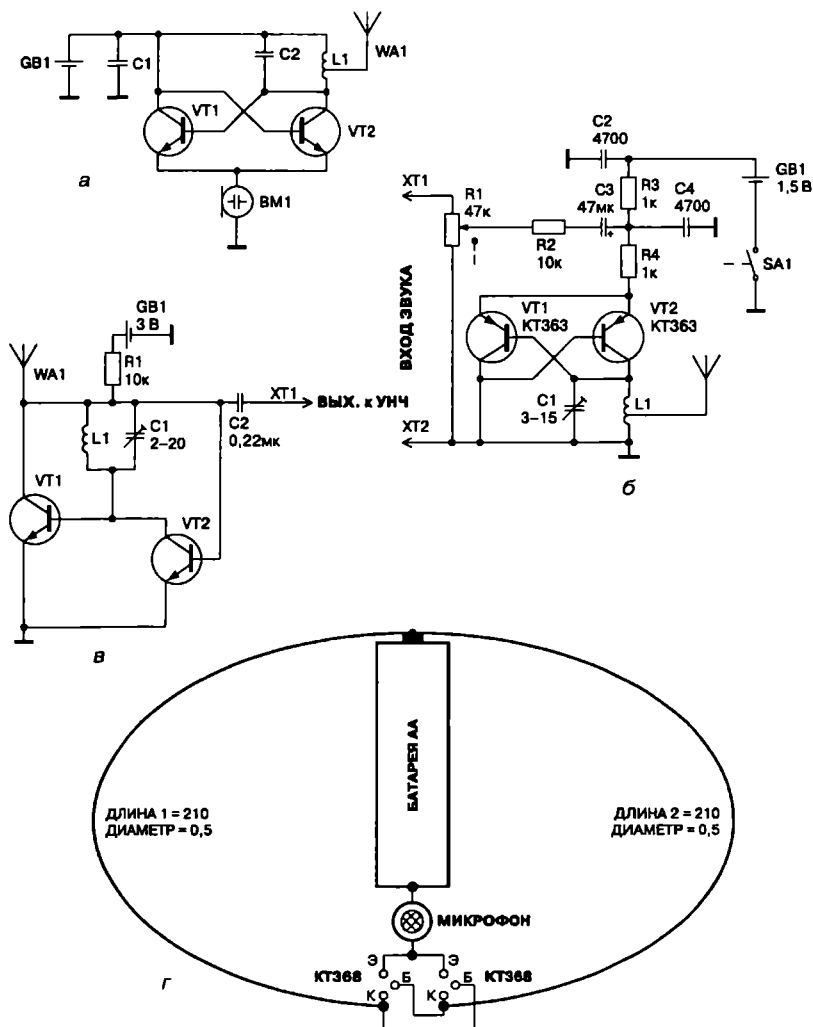 GB1
C1
C2
L1
WA1
VT1
VT2
BM1
а
C2
4700
GB1
1,5 В
XT1
R1
47к
C3
47мк
R3
1к
C4
4700
R2
10к
R4
1к
SA1
ВХОД ЗВУКА
VT1
КТ363
VT2
КТ363
C1
3–15
L1
XT2
б
GB1
3 В
WA1
R1
10к
XT1
ВЫХ. к УНЧ
L1
C1
2–20
C2
0,22мк
VT1
VT2
в
БАТАРЕЯ АА
ДЛИНА 1 = 210
ДИАМЕТР = 0,5
ДЛИНА 2 = 210
ДИАМЕТР = 0,5
МИКРОФОН
Э
Э
КТ368
Б
Б
КТ368
К
К
г